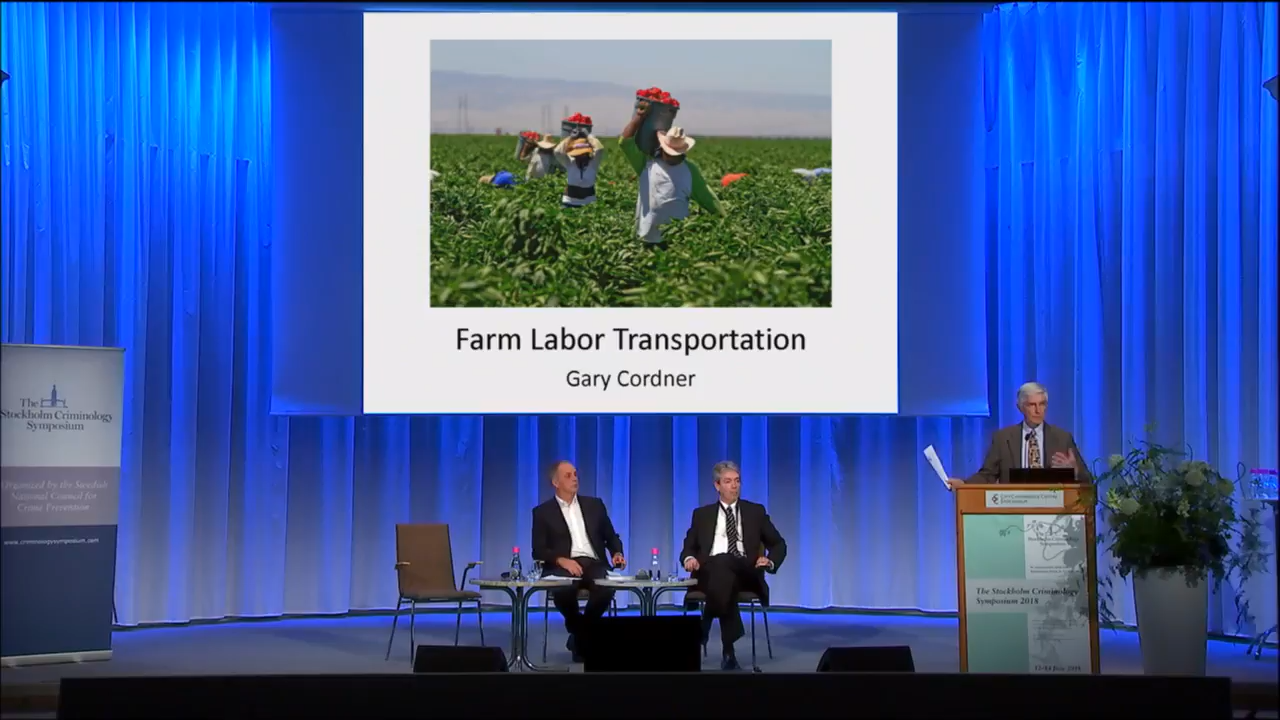 Farm Labor Transportation
Gary Cordner
The
Stockholm Criminology
Symposium
Organized by the Swedish
National Council for
Crime Prevention
www.criminologysymposium.com
The Stockholm Criminology
Symposium 2018